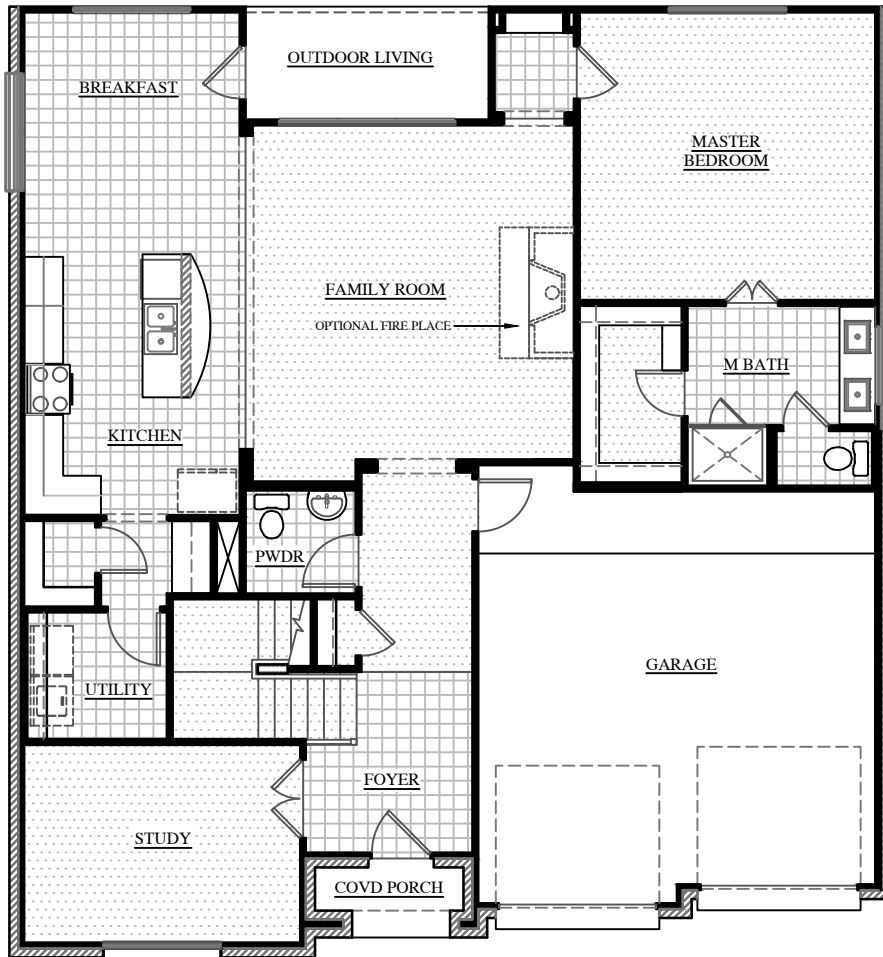 OUTDOOR LIVING
BREAKFAST
MASTER
BEDROOM
FAMILY ROOM
OPTIONAL FIRE PLACE
M BATH
KITCHEN
PWDR
GARAGE
UTILITY
FOYER
STUDY
COVD PORCH